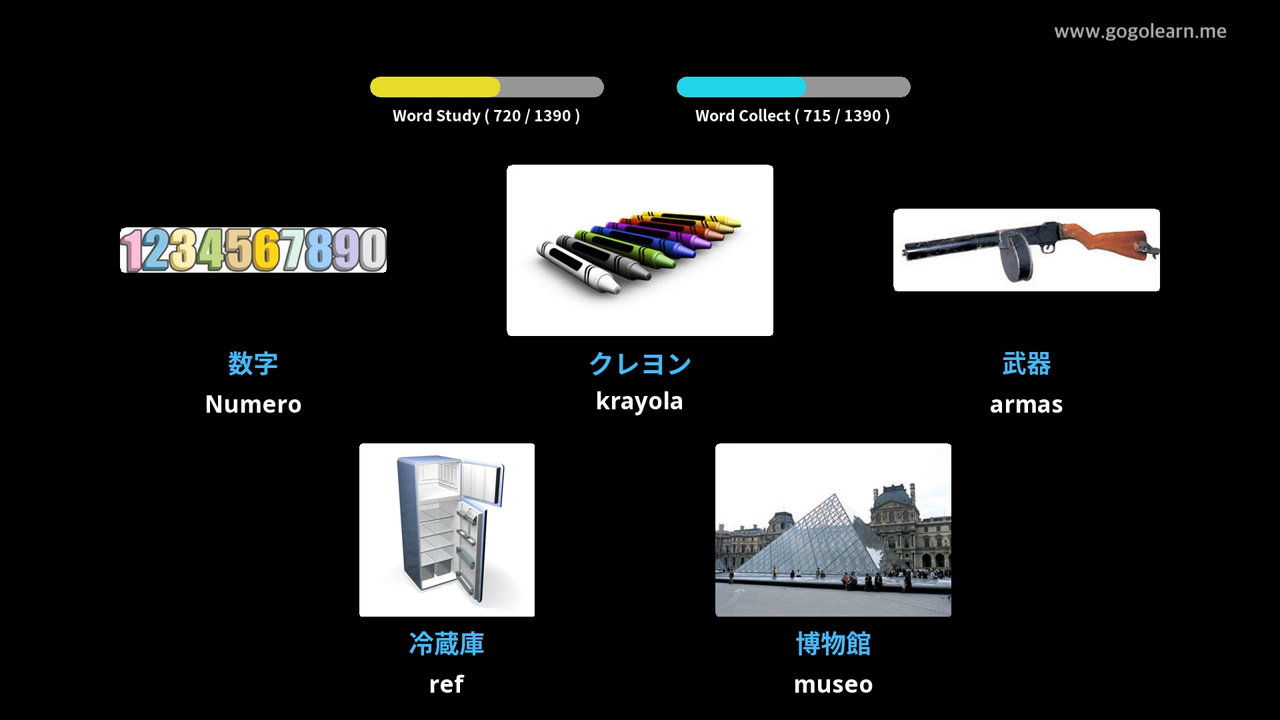 www.gogolearn.me
Word Study ( 720 / 1390 )
Word Collect ( 715 / 1390 )
1234567890
数字
Numero
クレヨン
krayola
武器
armas
冷蔵庫
ref
博物館
museo